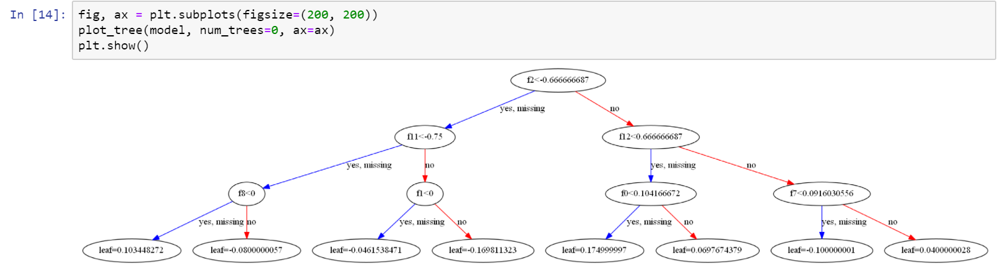 In [14]: fig, ax = plt.subplots(figsize=(200, 200))
plot_tree(model, num_trees=0, ax=ax)
plt.show()
f2<-0.666666687
yes, missing no
f11<-0.75 f12<0.666666687
yes, missing no yes, missing no
f8<0 f1<0 f0<0.104166672 f7<0.0916030556
yes, missing no yes, missing no yes, missing no yes, missing no
leaf=0.103448272 leaf=-0.0800000057 leaf=-0.0461538471 leaf=-0.169811323 leaf=0.174999997 leaf=0.0697674379 leaf=-0.100000001 leaf=0.0400000028